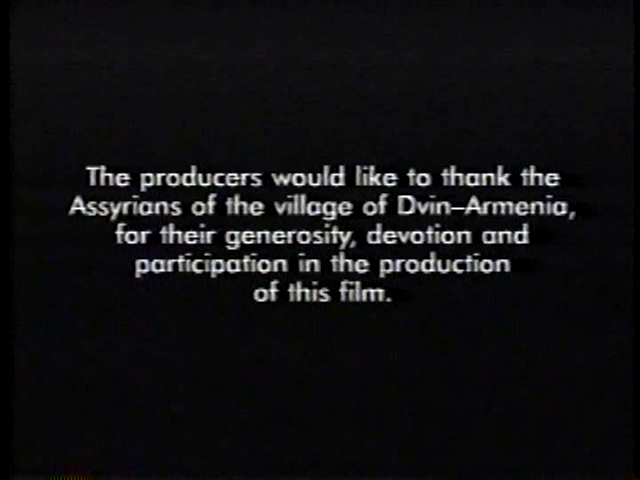 The producers would like to thank the
Assyrians of the village of Dvin–Armenia,
for their generosity, devotion and
participation in the production
of this film.